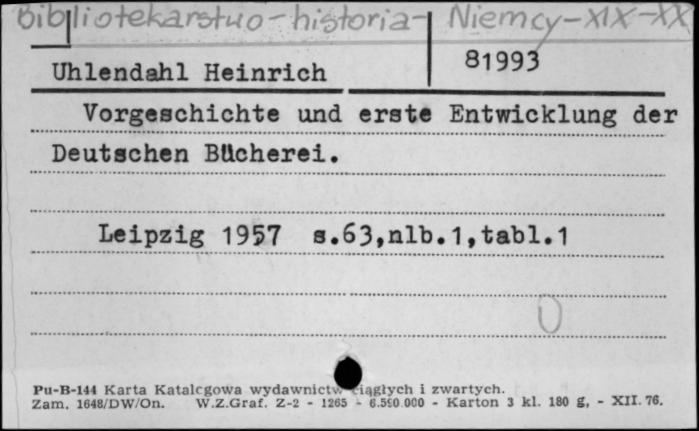 Bibliotekarstwo - historia - Niemcy - XIX - XX
Uhlendahl Heinrich 81993
Vorgeschichte und erste Entwicklung der
Deutschen Bücherei.
Leipzig 1957 s.63,nlb.1,tabl.1
U
Pu-B-144 Karta Katalogowa wydawnictw ciągłych i zwartych.
Zam. 1648/DW/On. W.Z.Graf. Z-2 - 1265 - 6.590.000 - Karton 3 kl. 180 g, - XII. 76.